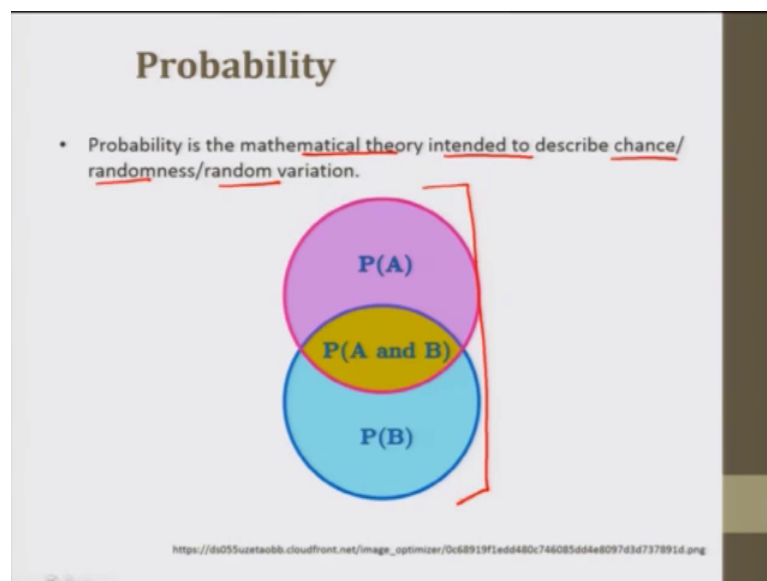 Probability
• Probability is the mathematical theory intended to describe chance/
randomness/random variation.
P(A)
P(A and B)
P(B)
https://ds055uzetaobb.cloudfront.net/image_optimizer/0c68919f1edd480c746085dd4e8097d3d737891d.png